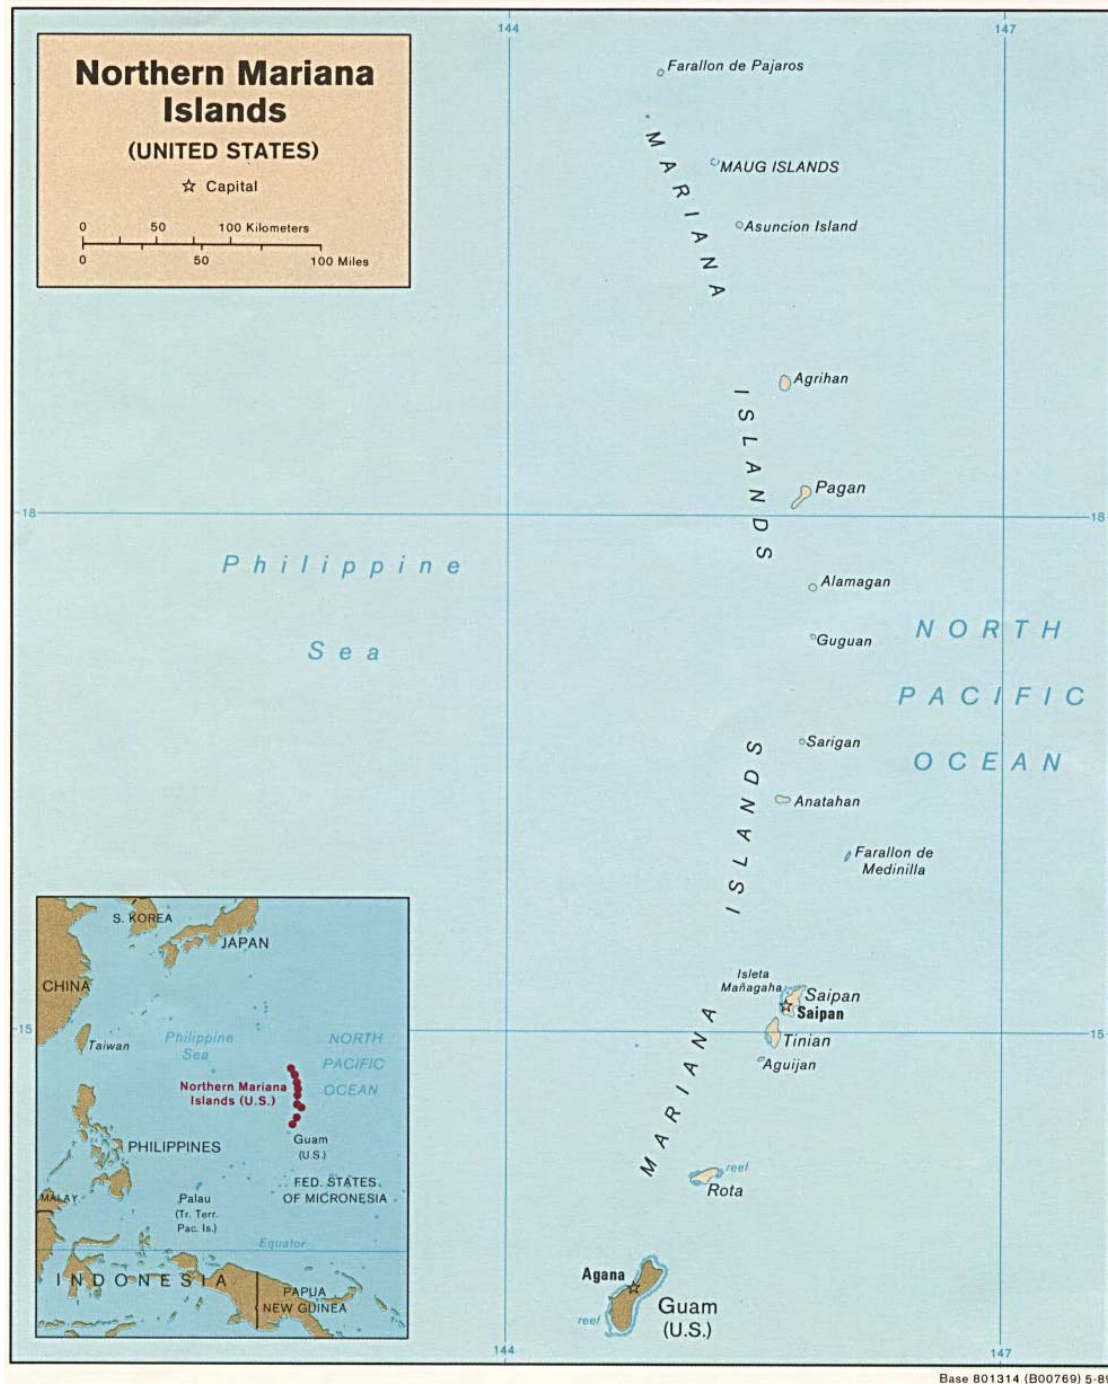 144
147
Northern Mariana
Islands
(UNITED STATES)
Capital
0 50 100 Kilometers
0 50 100 Miles
Farallon de Pajaros
MAUG ISLANDS
Asuncion Island
MARIANA
ISLANDS
Agrihan
Pagan
18
18
Philippine
Sea
Alamagan
Guguan
NORTH
PACIFIC
OCEAN
Sarigan
Anatahan
Farallon de
Medinilla
MARIANA ISLANDS
Isleta
Mañagaha
Saipan
Saipan
15
15
Tinian
Aguijan
reef
Rota
Agana
Guam
(U.S.)
reef
S. KOREA
JAPAN
CHINA
Taiwan
Philippine
Sea
NORTH
PACIFIC
OCEAN
Northern Mariana
Islands (U.S.)
Guam
(U.S.)
PHILIPPINES
FED. STATES
OF MICRONESIA
MALAY.
Palau
(Tr. Terr.
Pac. Is.)
Equator
INDONESIA
PAPUA
NEW GUINEA
144
147
Base 801314 (B00769) 5-89